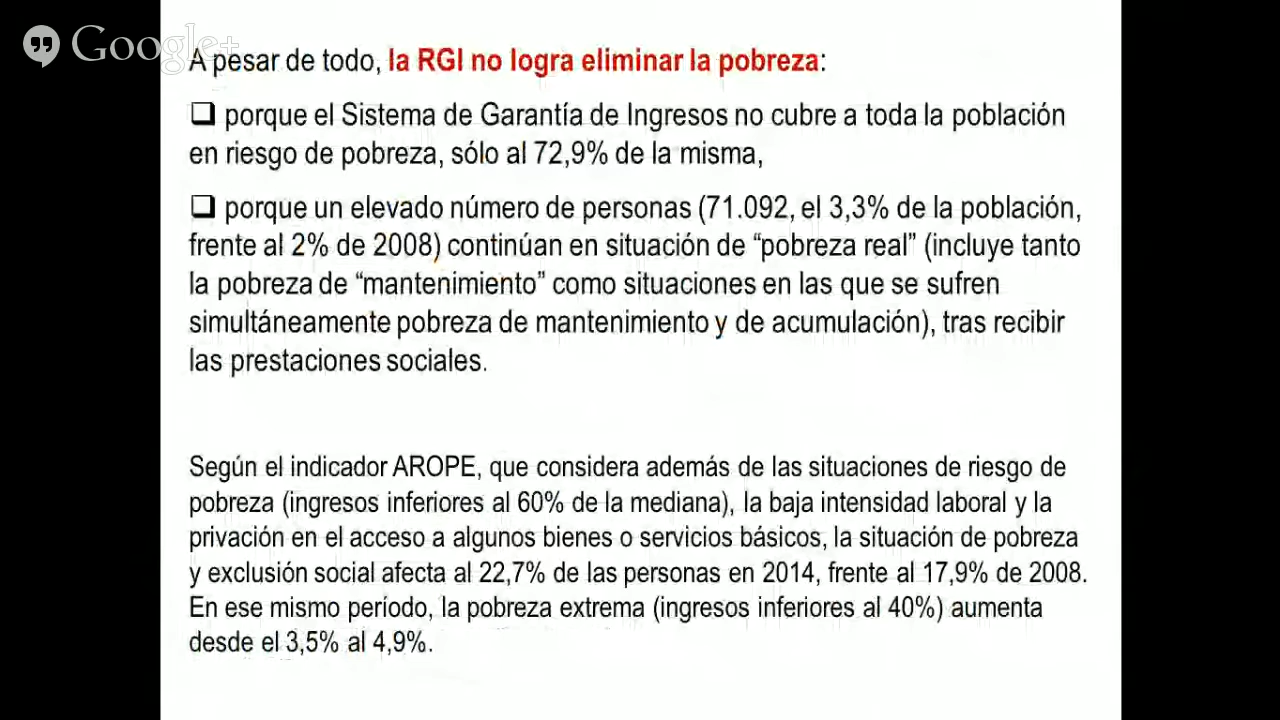 Google+
A pesar de todo, la RGI no logra eliminar la pobreza:
porque el Sistema de Garantía de Ingresos no cubre a toda la población
en riesgo de pobreza, sólo al 72,9% de la misma,
porque un elevado número de personas (71.092, el 3,3% de la población,
frente al 2% de 2008) continúan en situación de “pobreza real” (incluye tanto
la pobreza de “mantenimiento” como situaciones en las que se sufren
simultáneamente pobreza de mantenimiento y de acumulación), tras recibir
las prestaciones sociales.
Según el indicador AROPE, que considera además de las situaciones de riesgo de
pobreza (ingresos inferiores al 60% de la mediana), la baja intensidad laboral y la
privación en el acceso a algunos bienes o servicios básicos, la situación de pobreza
y exclusión social afecta al 22,7% de las personas en 2014, frente al 17,9% de 2008.
En ese mismo período, la pobreza extrema (ingresos inferiores al 40%) aumenta
desde el 3,5% al 4,9%.